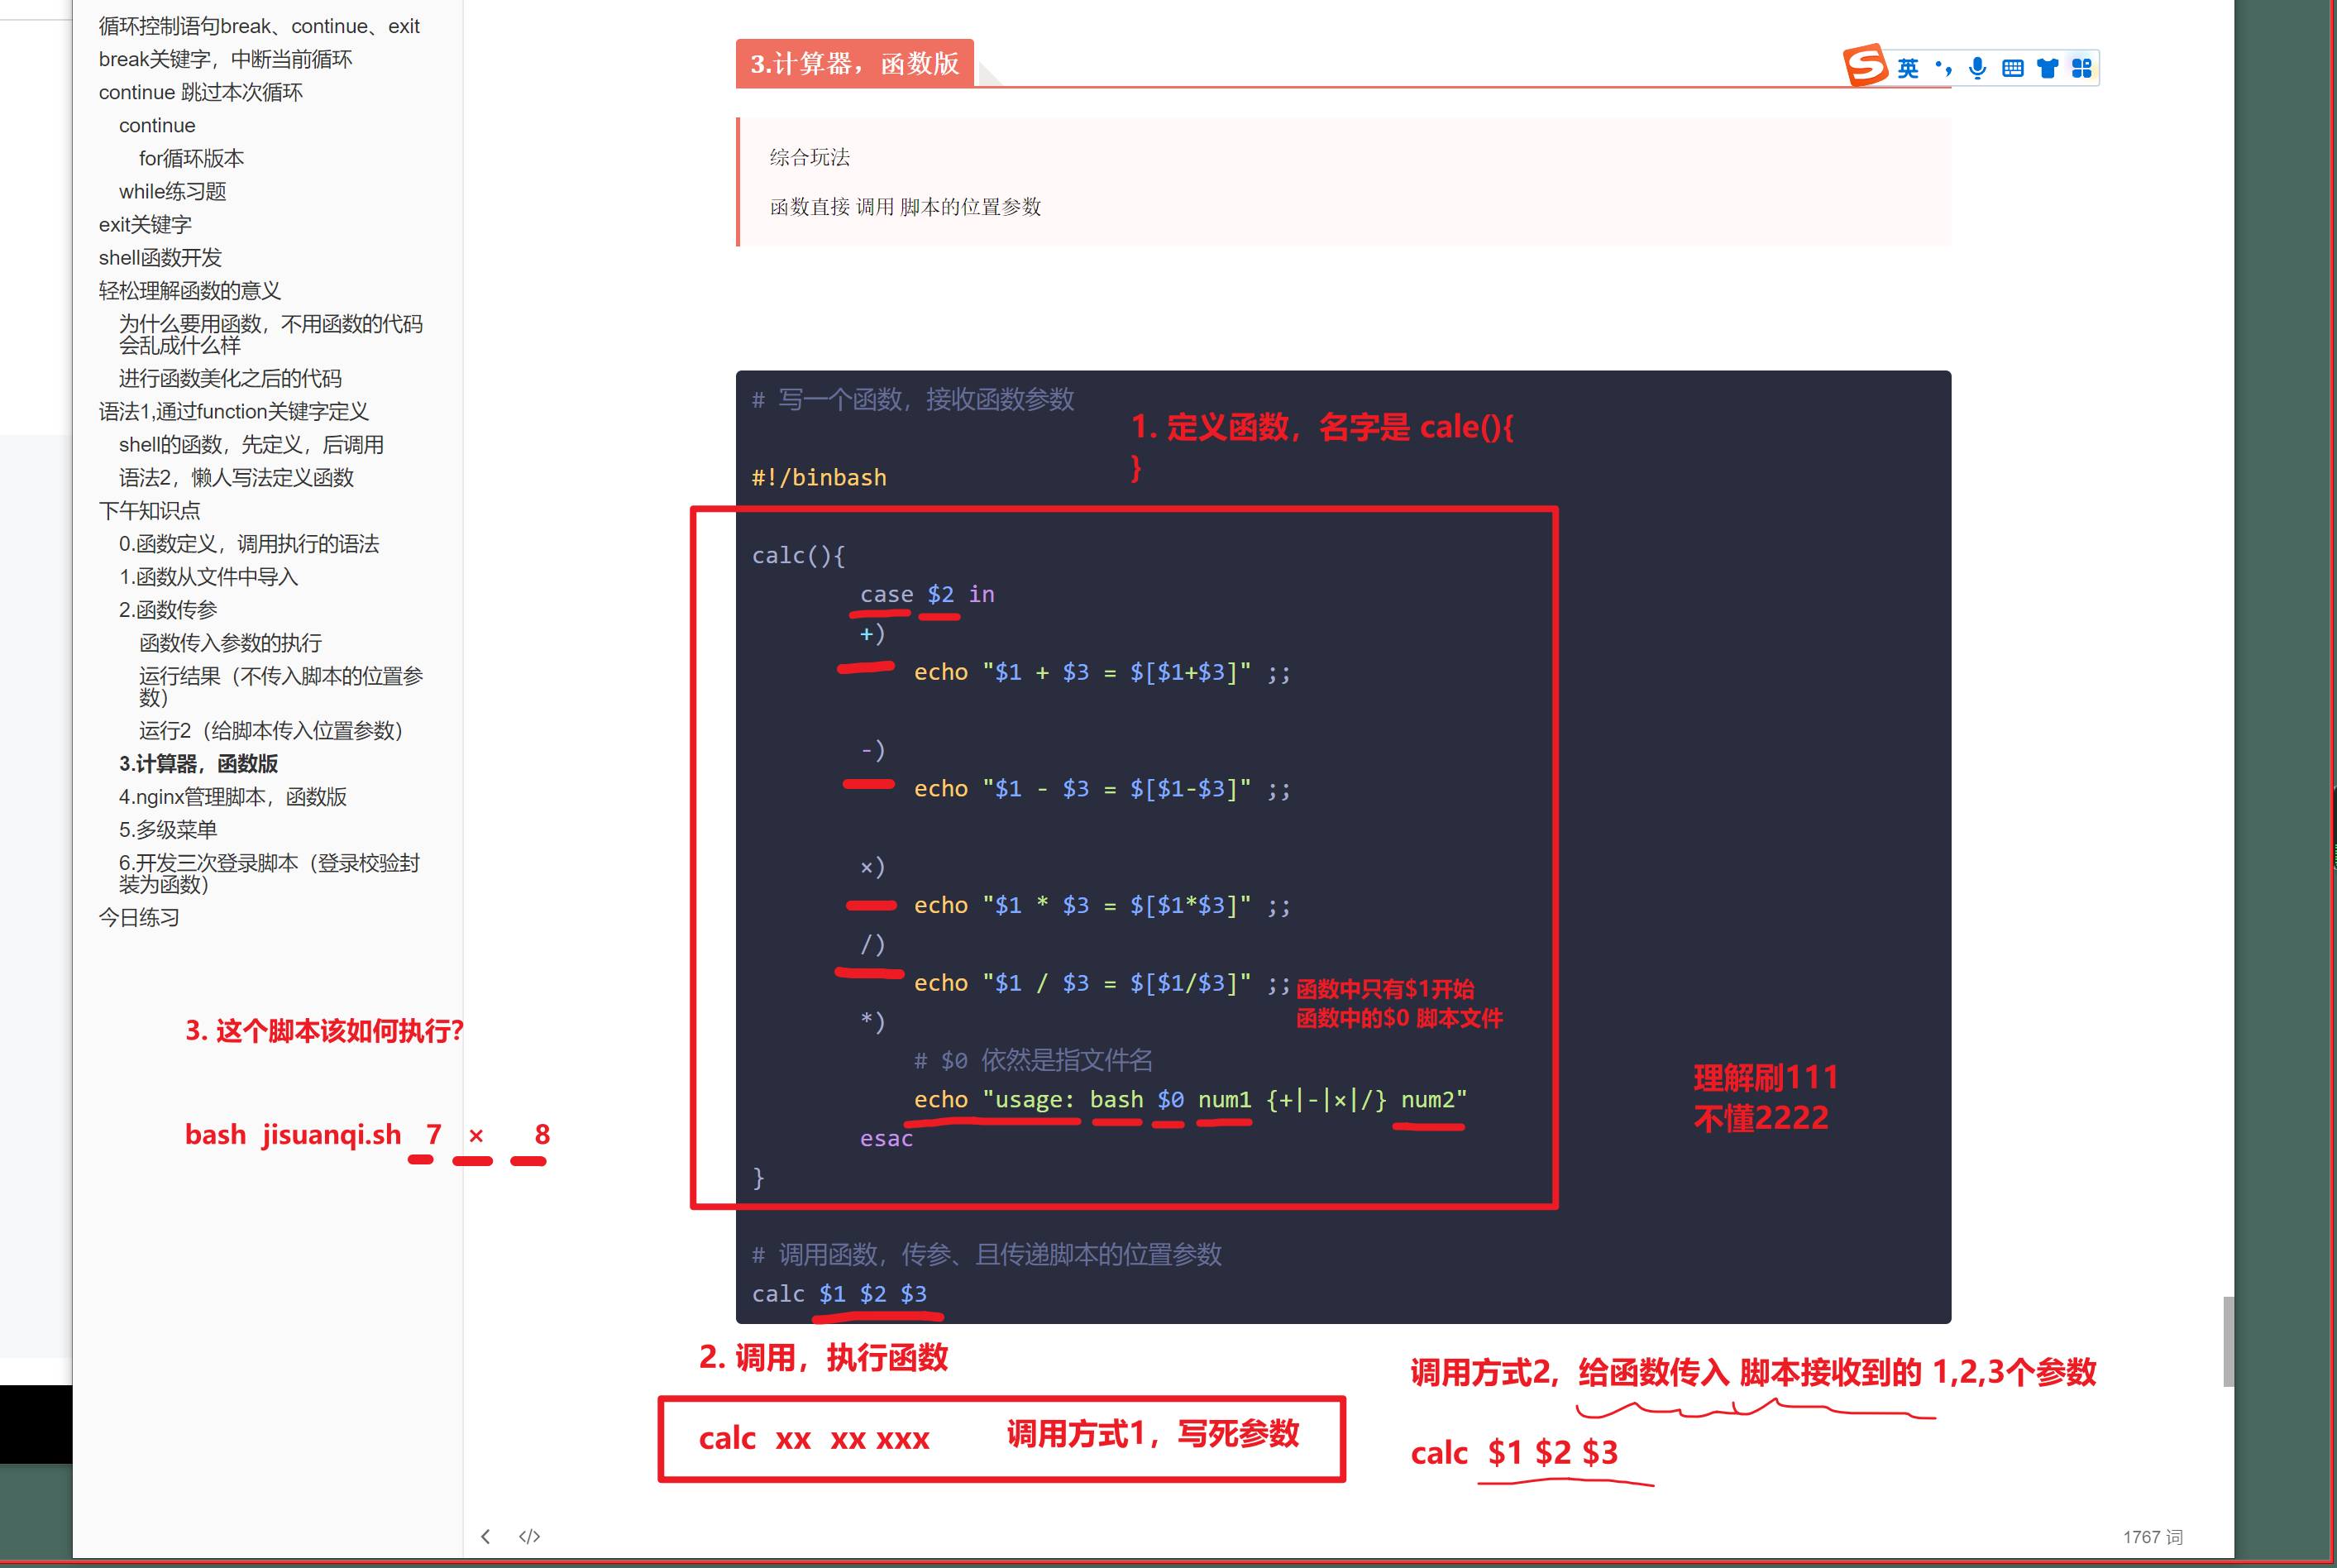 循环控制语句break、continue、exit
break关键字，中断当前循环
continue 跳过本次循环
continue
for循环版本
while练习题
exit关键字
shell函数开发
轻松理解函数的意义
为什么要用函数，不用函数的代码
会乱成什么样
进行函数美化之后的代码
语法1,通过function关键字定义
shell的函数，先定义，后调用
语法2，懒人写法定义函数
下午知识点
0.函数定义，调用执行的语法
1.函数从文件中导入
2.函数传参
函数传入参数的执行
运行结果（不传入脚本的位置参
数）
运行2（给脚本传入位置参数）
3.计算器，函数版
4.nginx管理脚本，函数版
5.多级菜单
6.开发三次登录脚本（登录校验封
装为函数）
今日练习
3. 这个脚本该如何执行?
bash jisuanqi.sh 7 × 8
3.计算器，函数版
英
综合玩法
函数直接 调用 脚本的位置参数
# 写一个函数，接收函数参数
1. 定义函数，名字是 cale(){
}
#!/binbash
calc(){
case $2 in
+)
echo "$1 + $3 = $[$1+$3]" ;;
-)
echo "$1 - $3 = $[$1-$3]" ;;
×)
echo "$1 * $3 = $[$1*$3]" ;;
/)
echo "$1 / $3 = $[$1/$3]" ;;
函数中只有$1开始
函数中的$0 脚本文件
*)
# $0 依然是指文件名
echo "usage: bash $0 num1 {+|-|×|/} num2"
esac
}
理解刷111
不懂2222
# 调用函数，传参、且传递脚本的位置参数
calc $1 $2 $3
2. 调用，执行函数
calc xx xx xxx 调用方式1，写死参数
调用方式2,给函数传入 脚本接收到的 1,2,3个参数
calc $1 $2 $3
</> 1767 词